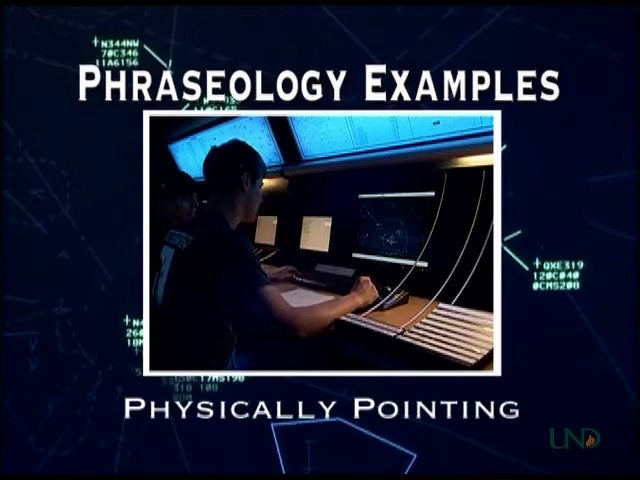 N344NW
70C346
11A6156
PHRASEOLOGY EXAMPLES
QXE319
120C040
0CMS208
PHYSICALLY POINTING
UND